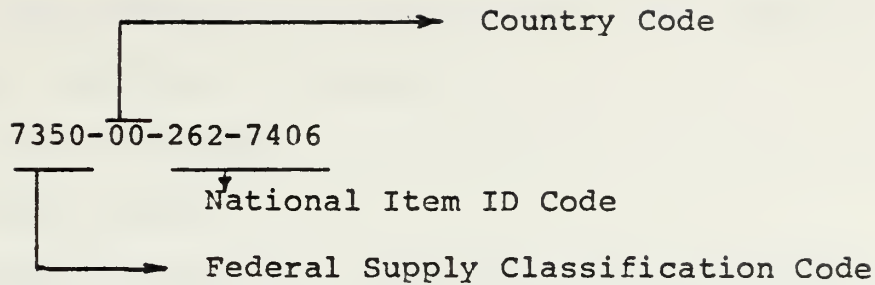 Country Code
7350-00-262-7406
National Item ID Code
Federal Supply Classification Code